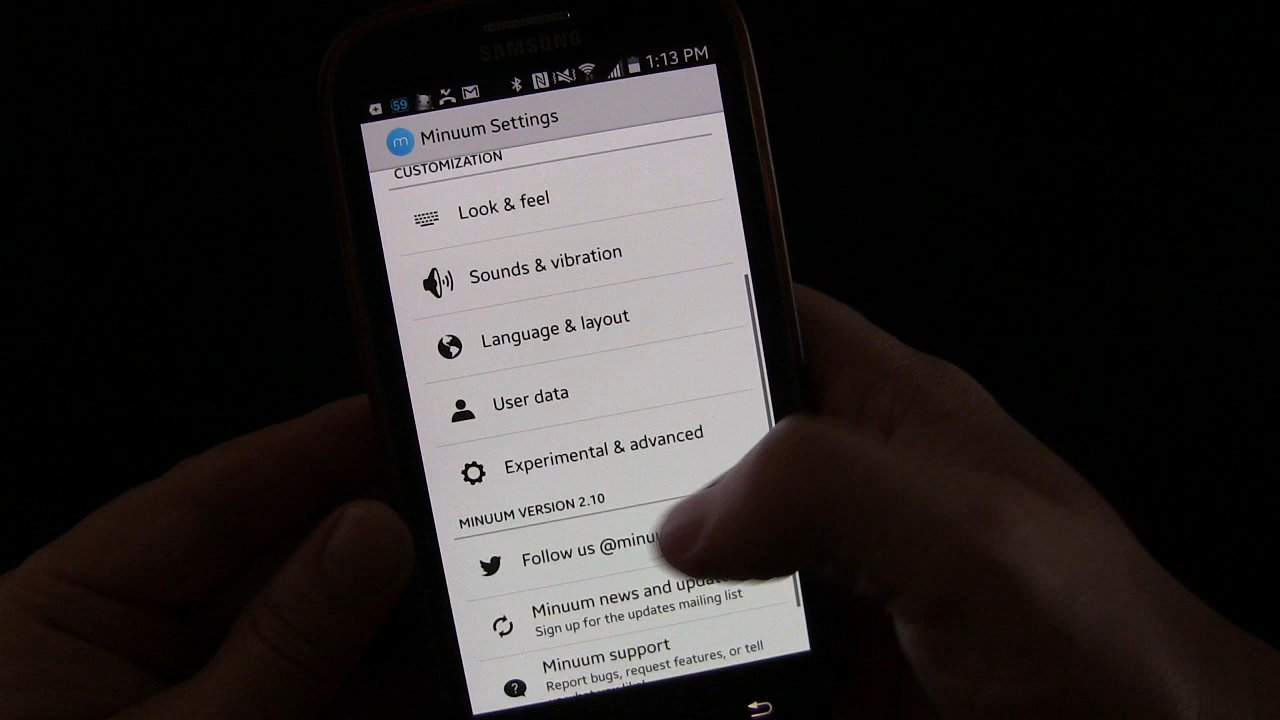 SAMSUNG
59
1:13 PM
m Minuum Settings
CUSTOMIZATION
Look & feel
Sounds & vibration
Language & layout
User data
Experimental & advanced
MINUUM VERSION 2.10
Follow us
Minuum news and
Sign up for the updates mailing list
Minuum support
Report bugs, request features, or tell